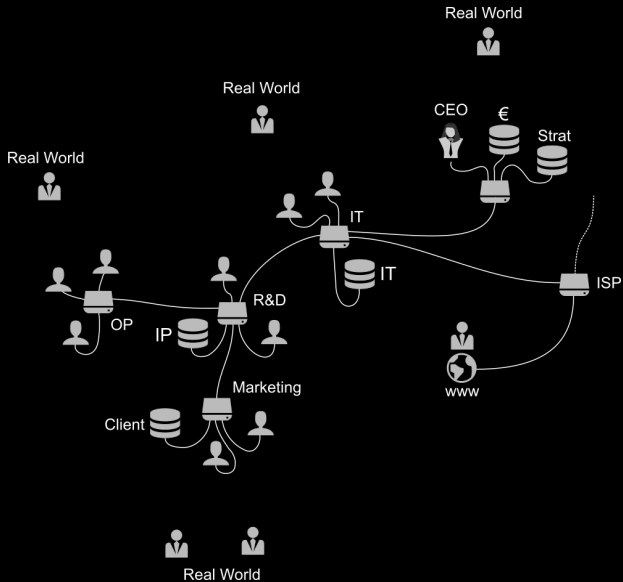 Real World
Real World
CEO
€
Strat
Real World
IT
IT
ISP
R&D
OP
IP
www
Marketing
Client
Real World